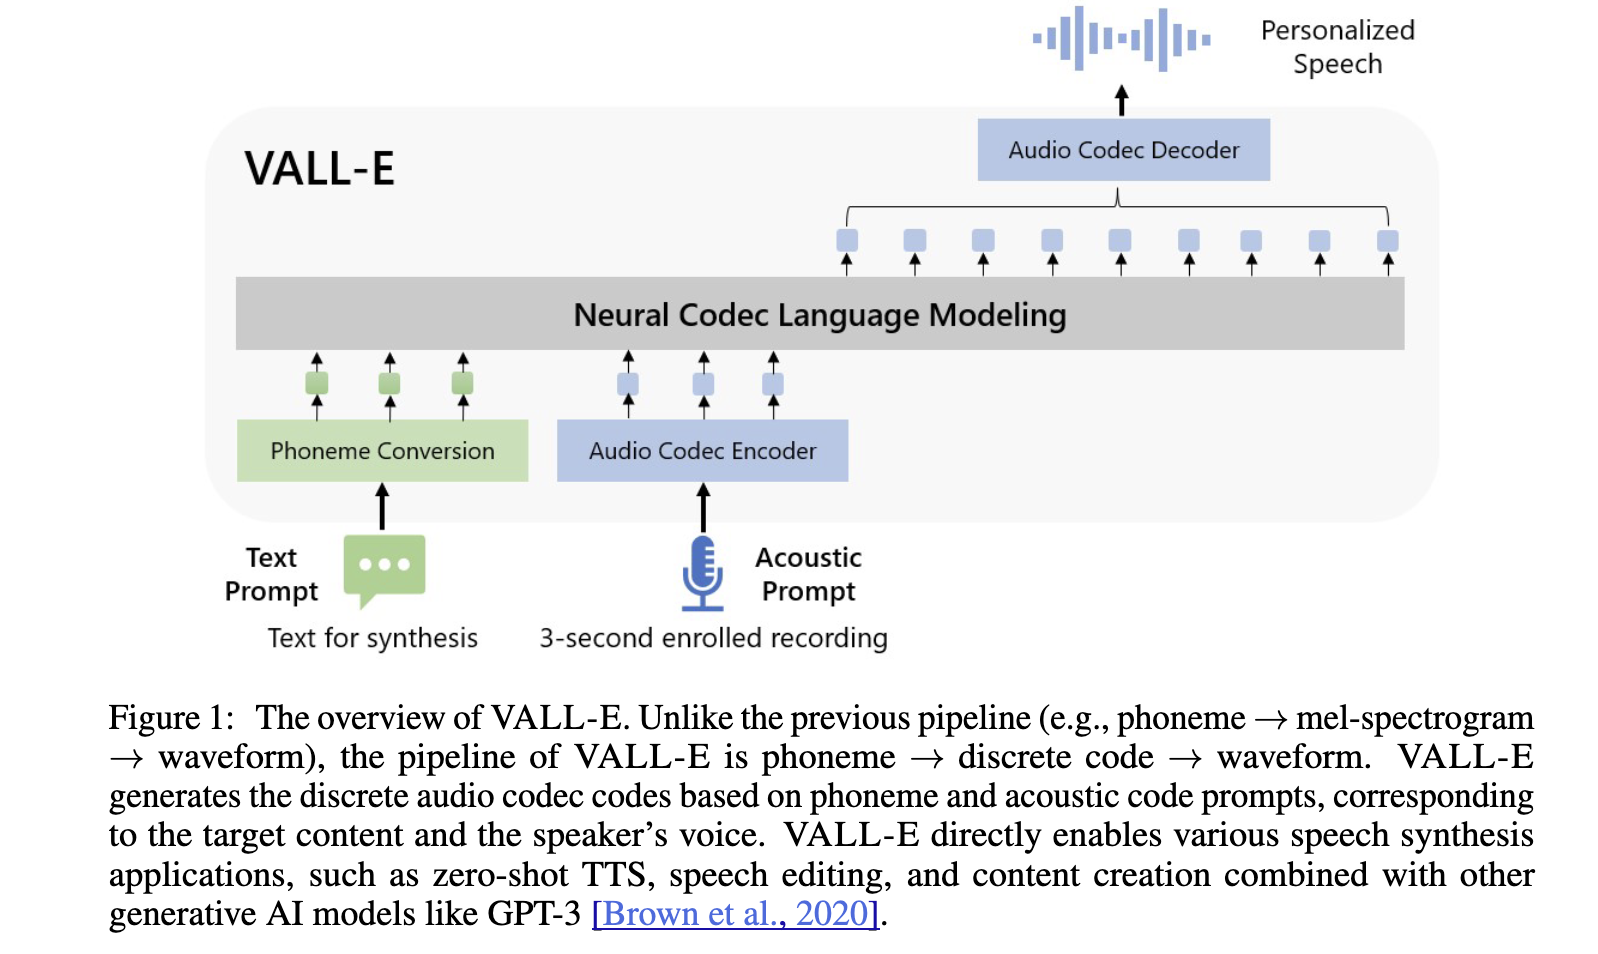 Personalized
Speech
Audio Codec Decoder
VALL-E
Neural Codec Language Modeling
Phoneme Conversion
Audio Codec Encoder
Text
Prompt
Acoustic
Prompt
Text for synthesis
3-second enrolled recording
Figure 1: The overview of VALL-E. Unlike the previous pipeline (e.g., phoneme → mel-spectrogram
→ waveform), the pipeline of VALL-E is phoneme → discrete code → waveform. VALL-E
generates the discrete audio codec codes based on phoneme and acoustic code prompts, corresponding
to the target content and the speaker’s voice. VALL-E directly enables various speech synthesis
applications, such as zero-shot TTS, speech editing, and content creation combined with other
generative AI models like GPT-3 [Brown et al., 2020].